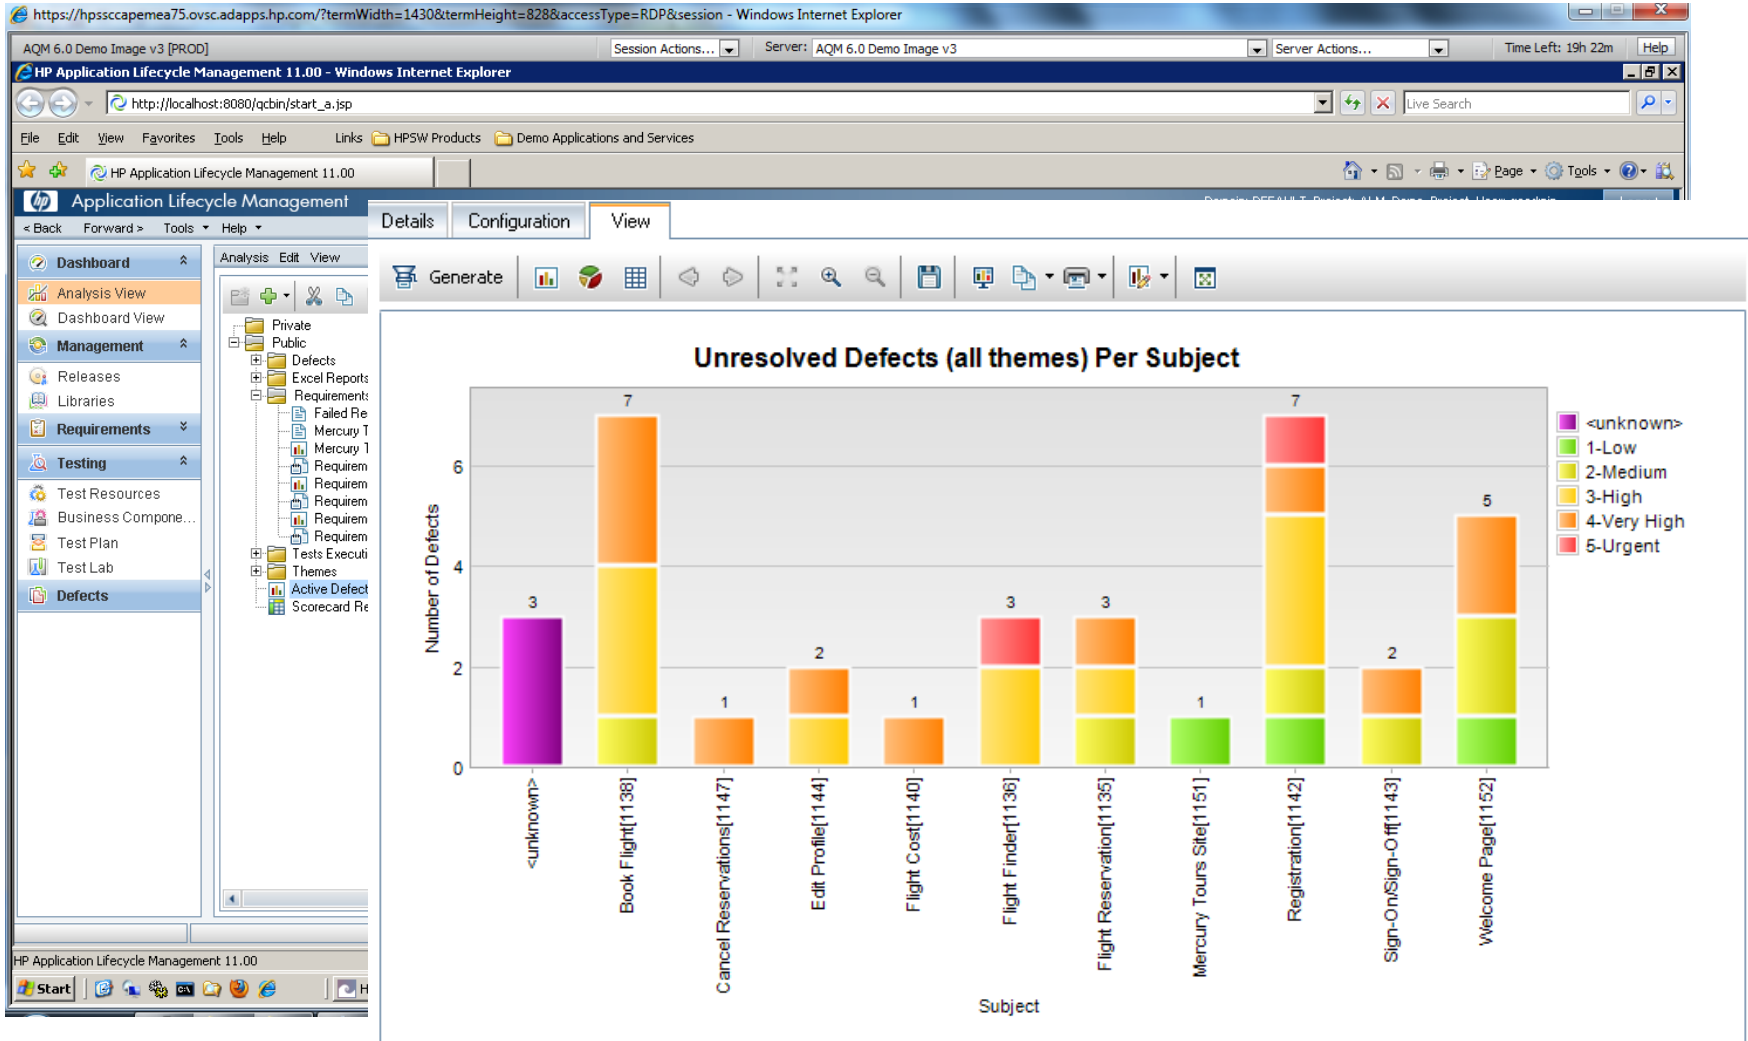 https://hpssccapemea75.ovsc.adapps.hp.com/?termWidth=1430&termHeight=828&accessType=RDP&session - Windows Internet Explorer
AQM 6.0 Demo Image v3 [PROD]
Session Actions...
Server: AQM 6.0 Demo Image v3
Server Actions...
Time Left: 19h 22m
Help
HP Application Lifecycle Management 11.00 - Windows Internet Explorer
http://localhost:8080/qcbin/start_a.jsp
Live Search
File Edit View Favorites Tools Help
Links HPSW Products Demo Applications and Services
HP Application Lifecycle Management 11.00
Page Tools
hp Application Lifecycle Management
< Back Forward > Tools Help
Dashboard
Analysis View
Dashboard View
Management
Releases
Libraries
Requirements
Testing
Test Resources
Business Compone...
Test Plan
Test Lab
Defects
Analysis Edit View
Private
Public
Defects
Excel Reports
Requirements
Failed Re
Mercury T
Mercury T
Requirem
Requirem
Requirem
Requirem
Requirem
Tests Executi
Themes
Active Defect
Scorecard Re
Details Configuration View
Generate
Unresolved Defects (all themes) Per Subject
Number of Defects
6
4
2
0
3
7
1
2
1
3
3
1
7
2
5
<unknown>
Book Flight[1138]
Cancel Reservations[1147]
Edit Profile[1144]
Flight Cost[1140]
Flight Finder[1136]
Flight Reservation[1135]
Mercury Tours Site[1151]
Registration[1142]
Sign-On/Sign-Off[1143]
Welcome Page[1152]
Subject
<unknown>
1-Low
2-Medium
3-High
4-Very High
5-Urgent
HP Application Lifecycle Management 11.00
Start
H